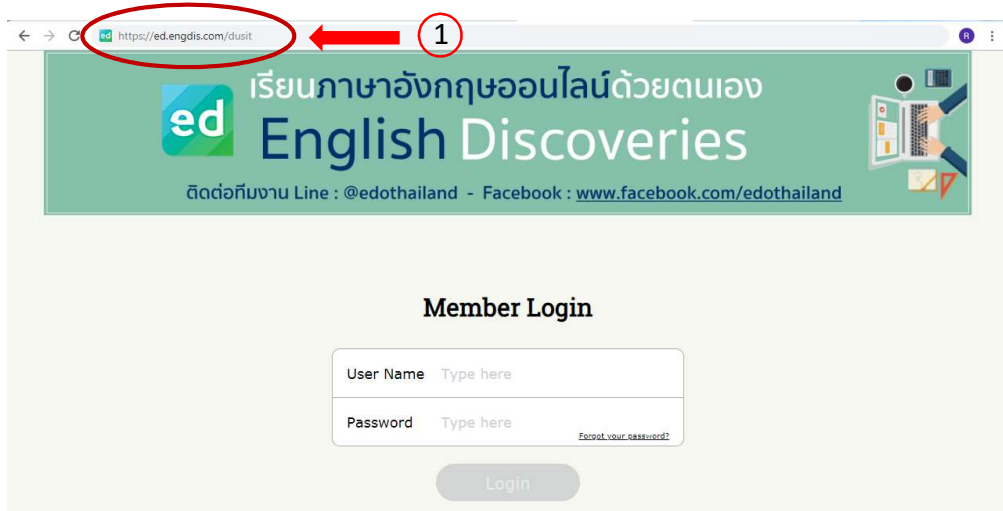 https://ed.engdis.com/dusit
1
R
ed
เรียนภาษาอังกฤษออนไลน์ด้วยตนเอง
English Discoveries
ติดต่อทีมงาน Line : @edothailand - Facebook : www.facebook.com/edothailand
Member Login
User Name Type here
Password Type here
Forgot your password?
Login